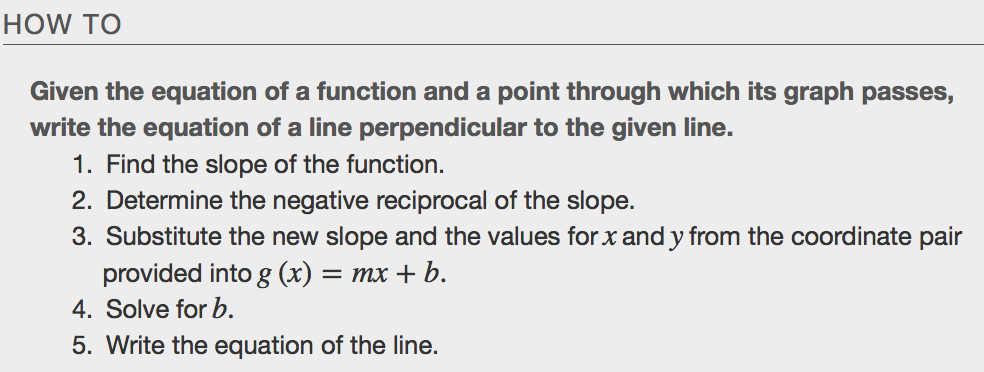 HOW TO
Given the equation of a function and a point through which its graph passes,
write the equation of a line perpendicular to the given line.
1. Find the slope of the function.
2. Determine the negative reciprocal of the slope.
3. Substitute the new slope and the values for x and y from the coordinate pair
provided into g (x) = mx + b.
4. Solve for b.
5. Write the equation of the line.